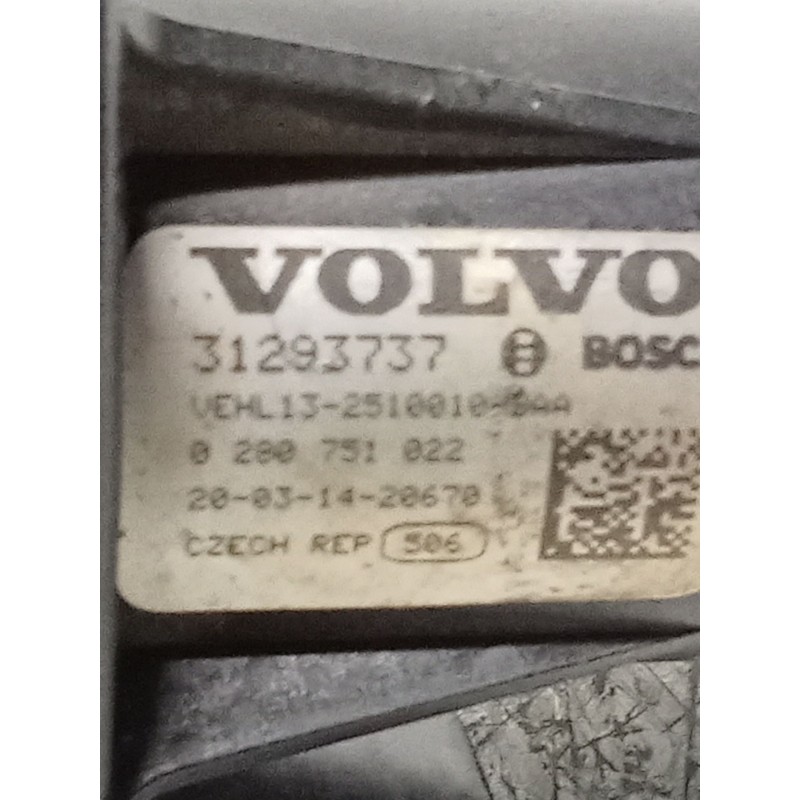 VOLVO
31293737 BOSC
0 280 751 022
20-03-14-20670
CZECH REP 506